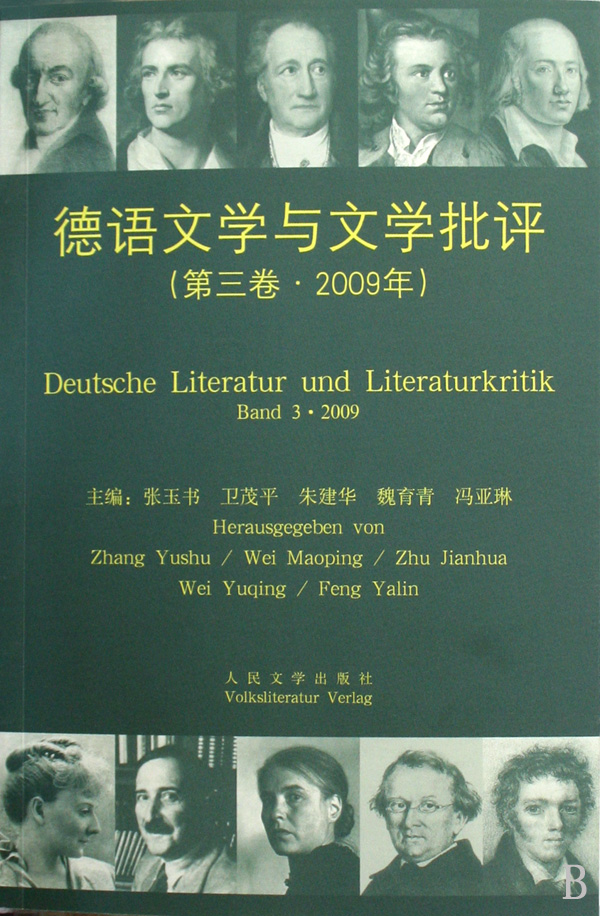 德语文学与文学批评
(第三卷·2009年)
Deutsche Literatur und Literaturkritik
Band 3·2009
主编：张玉书 卫茂平 朱建华 魏育青 冯亚琳
Herausgegeben von
Zhang Yushu / Wei Maoping / Zhu Jianhua
Wei Yuqing / Feng Yalin
人民文学出版社
Volksliteratur Verlag
B